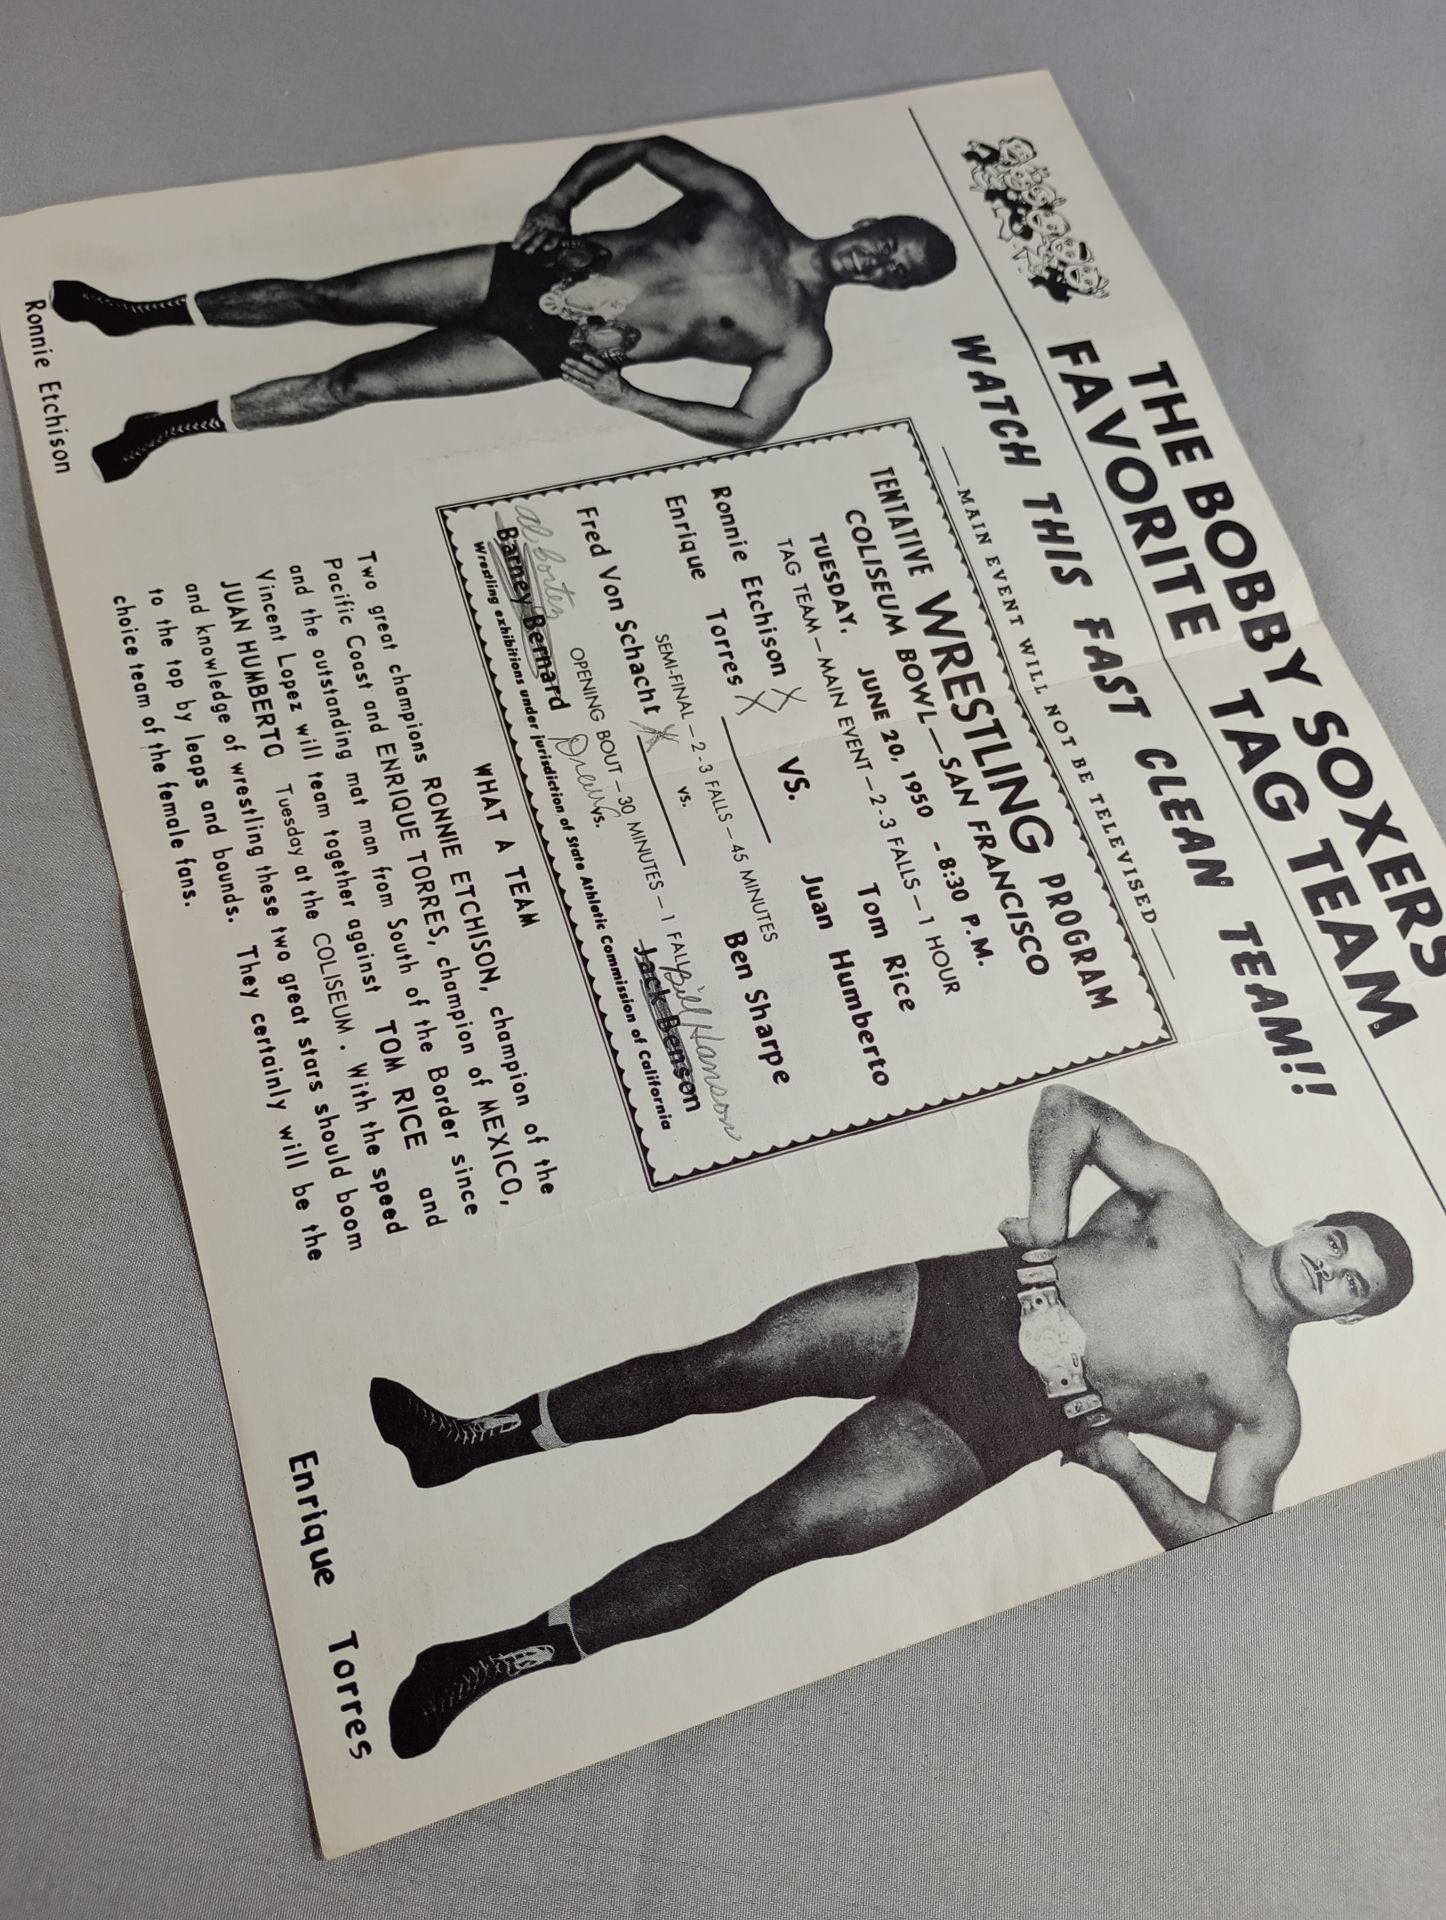 THE BOBBY SOXERS
FAVORITE TAG TEAM
WATCH THIS FAST CLEAN TEAM!!
—MAIN EVENT WILL NOT BE TELEVISED—
TENTATIVE WRESTLING PROGRAM
COLISEUM BOWL—SAN FRANCISCO
TUESDAY, JUNE 20, 1950 - 8:30 P.M.
TAG TEAM—MAIN EVENT—2-3 FALLS—1 HOUR
Ronnie Etchison X Tom Rice
VS.
Enrique Torres X Juan Humberto
SEMI-FINAL—2-3 FALLS—45 MINUTES
Fred Von Schacht X vs. Ben Sharpe
OPENING BOUT—30 MINUTES—1 FALL
Draw Bill Hanson
Barney Bernard vs. Jack Benson
Wrestling exhibitions under jurisdiction of State Athletic Commission of California
WHAT A TEAM
Two great champions RONNIE ETCHISON, champion of the
Pacific Coast and ENRIQUE TORRES, champion of MEXICO,
and the outstanding mat man from South of the Border since
Vincent Lopez will team together against TOM RICE and
JUAN HUMBERTO Tuesday at the COLISEUM. With the speed
and knowledge of wrestling these two great stars should boom
to the top by leaps and bounds. They certainly will be the
choice team of the female fans.
Ronnie Etchison
Enrique Torres